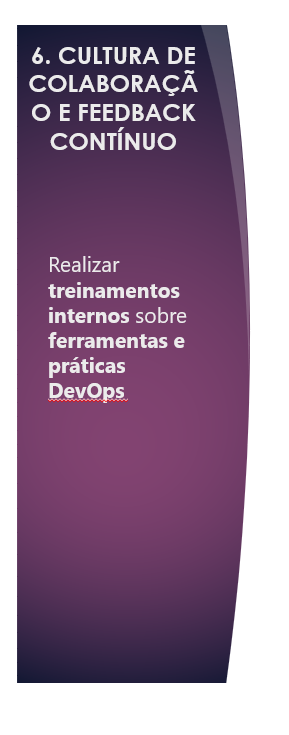 6. CULTURA DE
COLABORAÇÃ
O E FEEDBACK
CONTÍNUO
Realizar
treinamentos
internos sobre
ferramentas e
práticas
DevOps